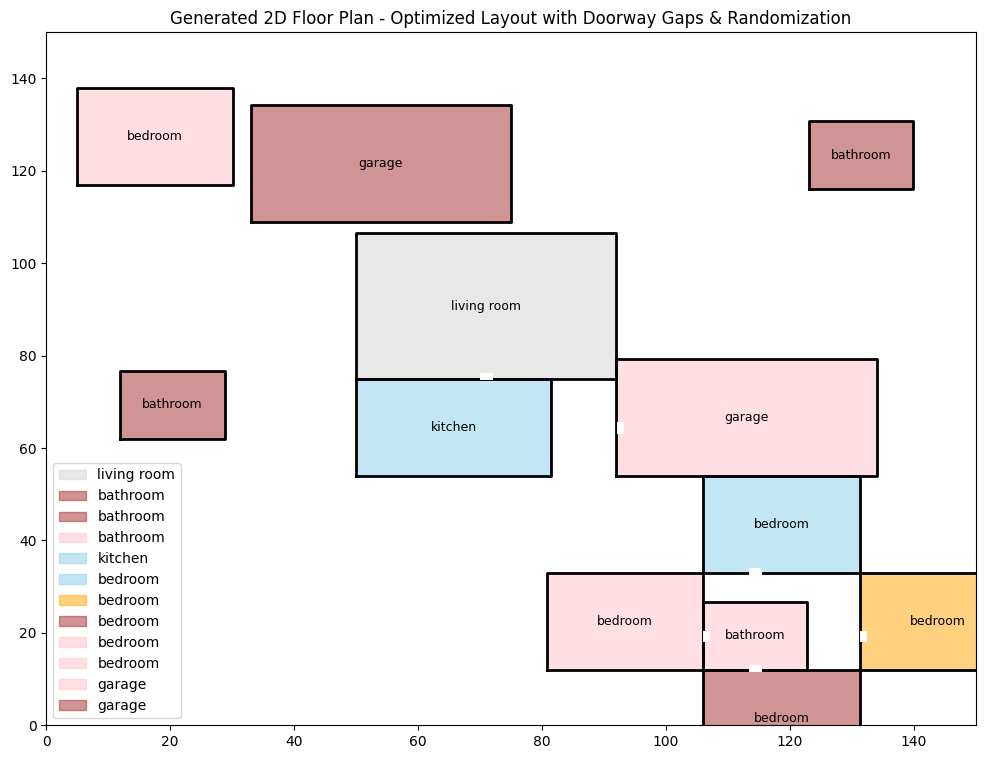 Generated 2D Floor Plan - Optimized Layout with Doorway Gaps & Randomization
140
120
100
80
60
40
20
0
bedroom
garage
bathroom
living room
bathroom
kitchen
garage
bedroom
bedroom
bathroom
bedroom
bedroom
living room
bathroom
bathroom
bathroom
kitchen
bedroom
bedroom
bedroom
bedroom
bedroom
garage
garage
0 20 40 60 80 100 120 140